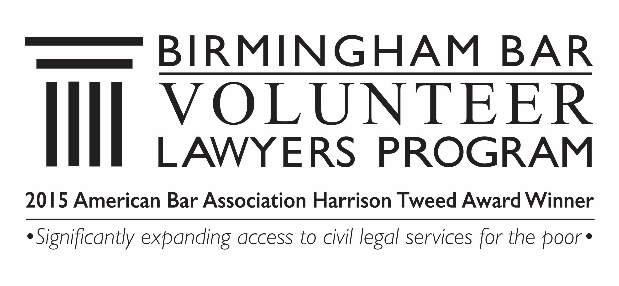 BIRMINGHAM BAR
VOLUNTEER
LAWYERS PROGRAM
2015 American Bar Association Harrison Tweed Award Winner
•Significantly expanding access to civil legal services for the poor•